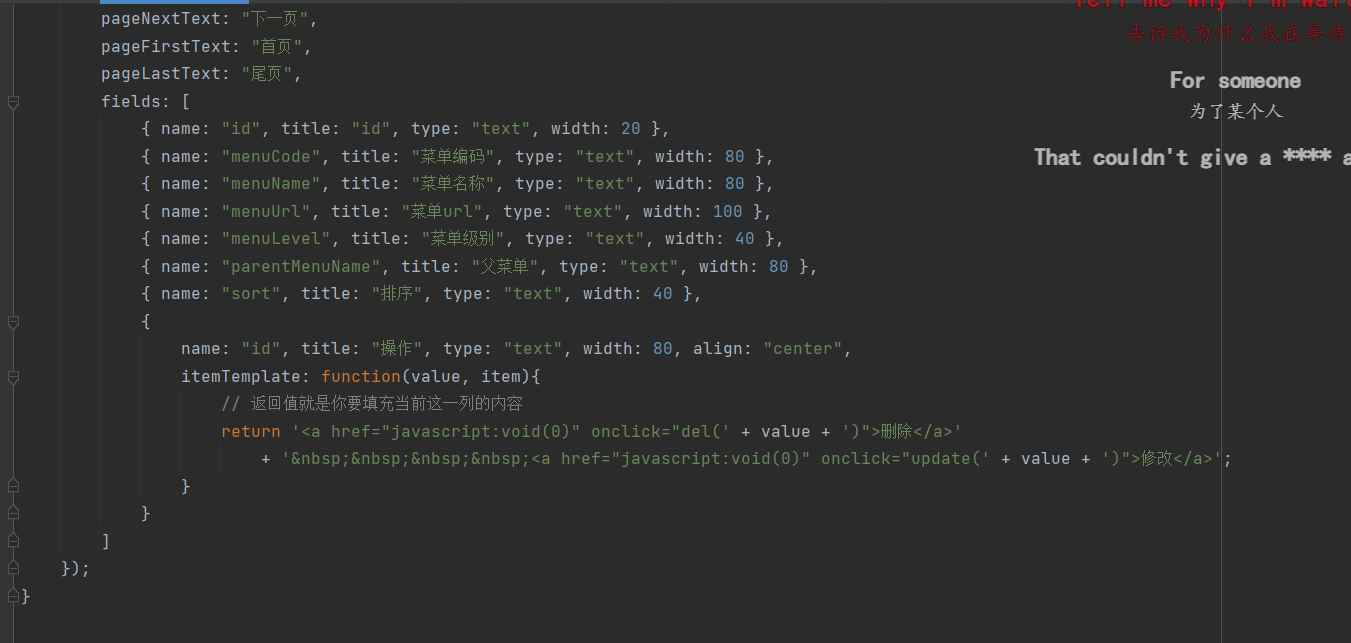 pageNextText: "下一页",
pageFirstText: "首页",
pageLastText: "尾页",
fields: [
{ name: "id", title: "id", type: "text", width: 20 },
{ name: "menuCode", title: "菜单编码", type: "text", width: 80 },
{ name: "menuName", title: "菜单名称", type: "text", width: 80 },
{ name: "menuUrl", title: "菜单url", type: "text", width: 100 },
{ name: "menuLevel", title: "菜单级别", type: "text", width: 40 },
{ name: "parentMenuName", title: "父菜单", type: "text", width: 80 },
{ name: "sort", title: "排序", type: "text", width: 40 },
{
name: "id", title: "操作", type: "text", width: 80, align: "center",
itemTemplate: function(value, item){
// 返回值就是你要填充当前这一列的内容
return '<a href="javascript:void(0)" onclick="del(' + value + ')">删除</a>'
+ '&nbsp;&nbsp;&nbsp;&nbsp;<a href="javascript:void(0)" onclick="update(' + value + ')">修改</a>';
}
}
]
});
}
Tell me why I'm
告诉我为什么我在等待
For someone
为了某个人
That couldn't give a **** a